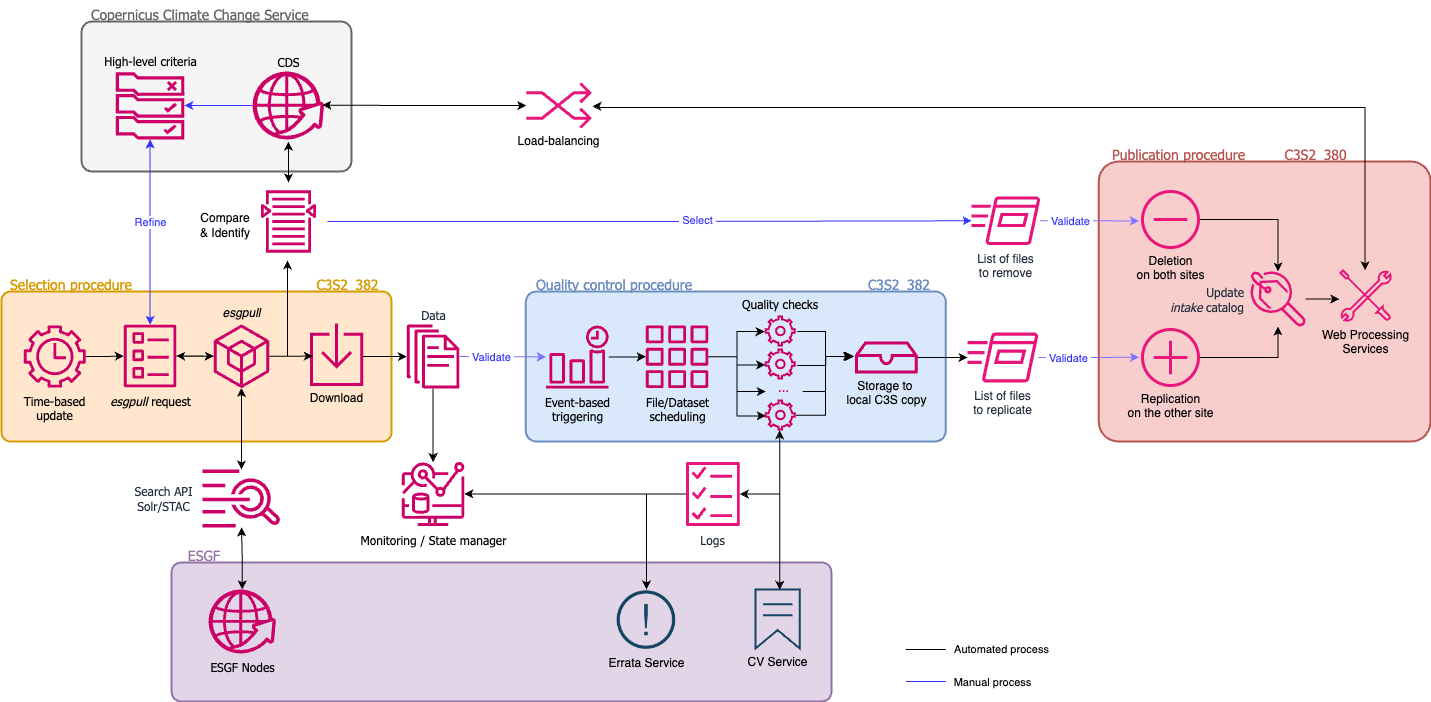 Copernicus Climate Change Service
High-level criteria
CDS
Load-balancing
Publication procedure
C3S2_380
Refine
Compare
& Identify
Select
List of files
to remove
Validate
Deletion
on both sites
Update
intake catalog
Web Processing
Services
Selection procedure
C3S2_382
esgpull
Time-based
update
esgpull request
Download
Data
Validate
Quality control procedure
C3S2_382
Quality checks
...
Event-based
triggering
File/Dataset
scheduling
Storage to
local C3S copy
List of files
to replicate
Validate
Replication
on the other site
Search API
Solr/STAC
Monitoring / State manager
Logs
ESGF
ESGF Nodes
Errata Service
CV Service
Automated process
Manual process